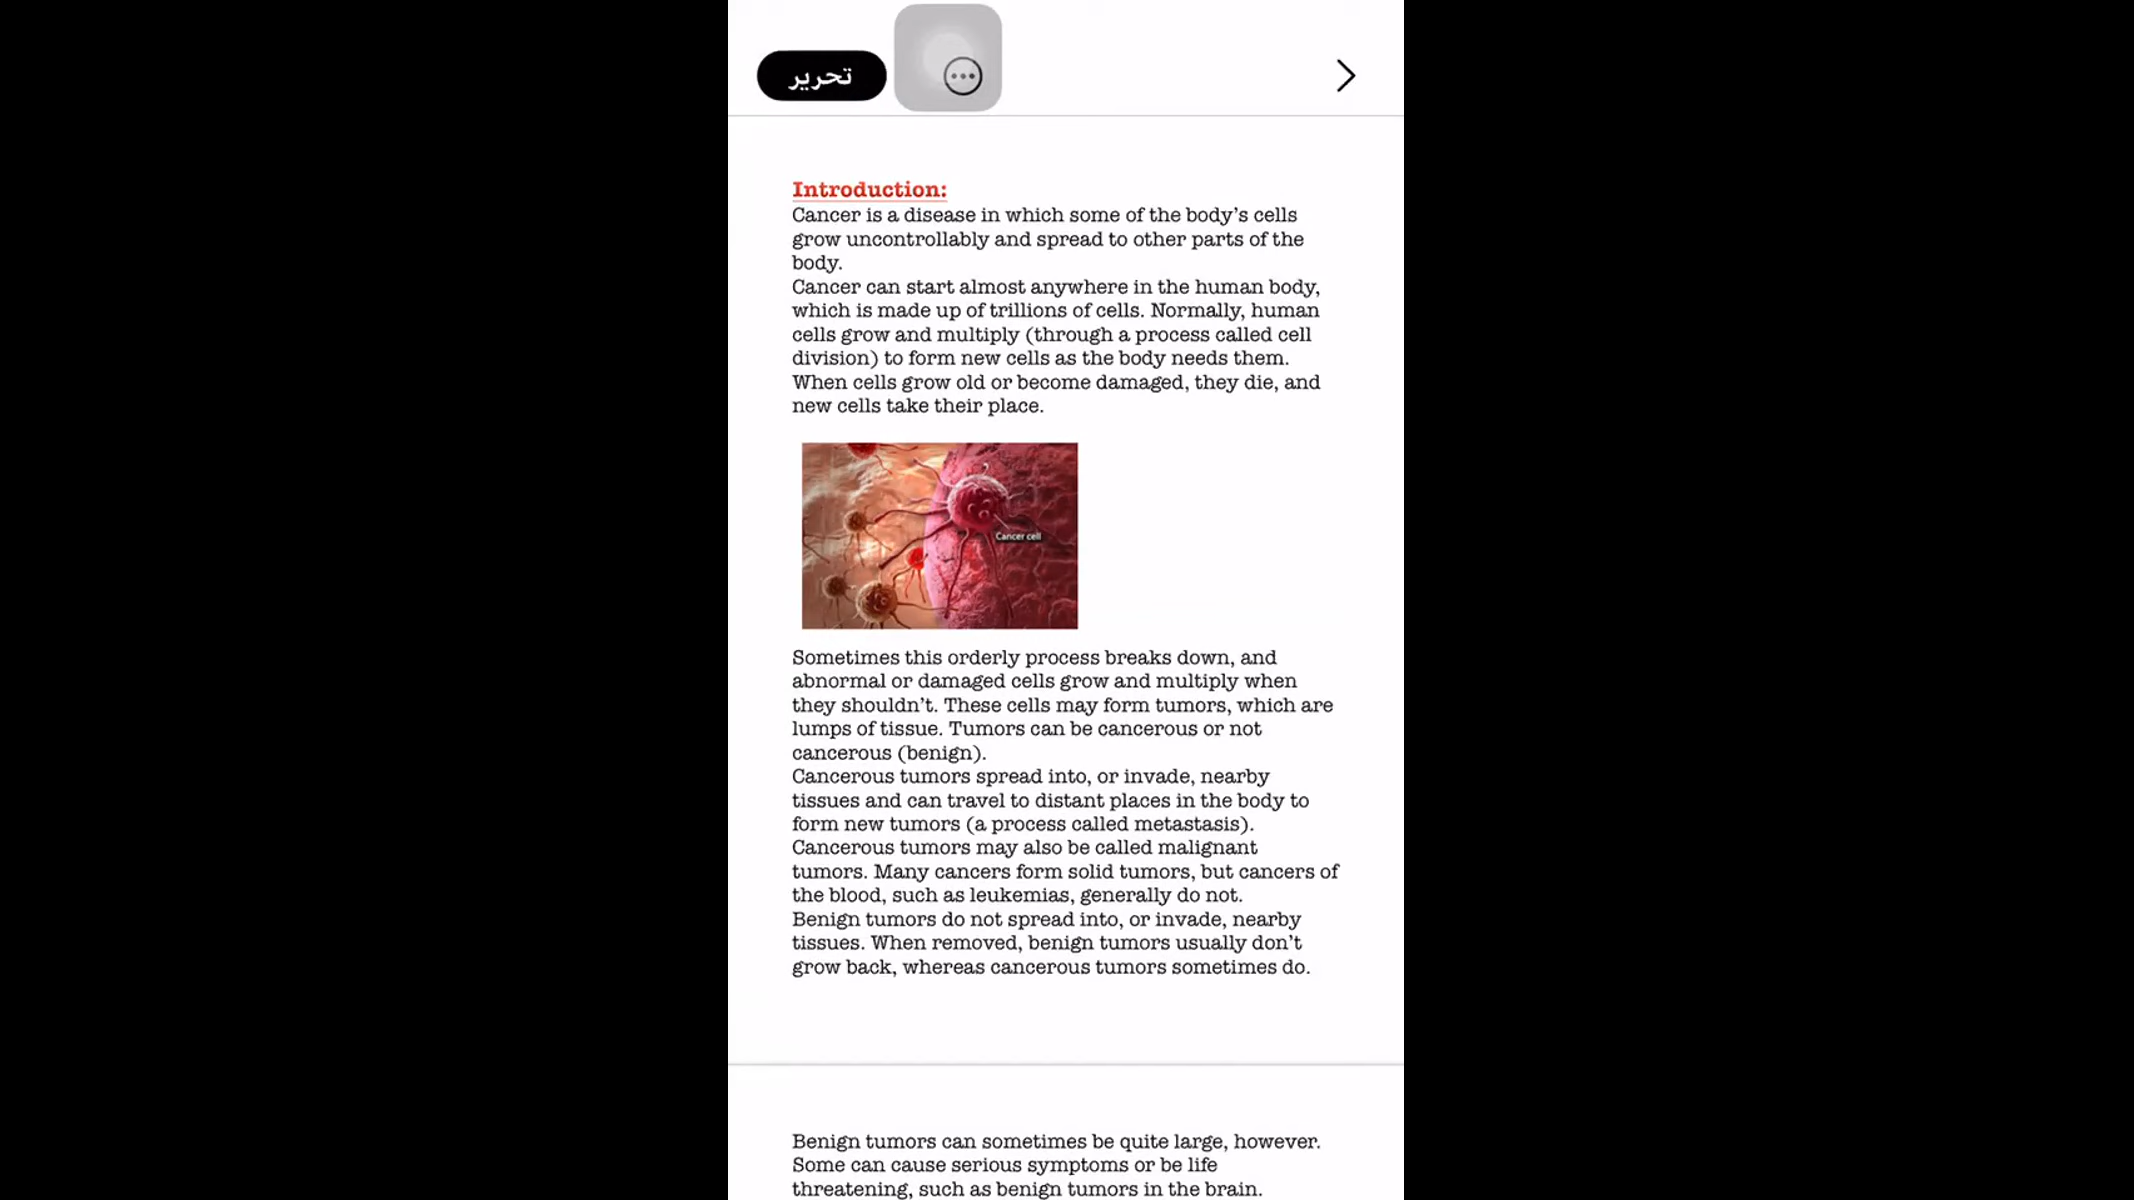 تحرير
Introduction:
Cancer is a disease in which some of the body's cells
grow uncontrollably and spread to other parts of the
body.
Cancer can start almost anywhere in the human body,
which is made up of trillions of cells. Normally, human
cells grow and multiply (through a process called cell
division) to form new cells as the body needs them.
When cells grow old or become damaged, they die, and
new cells take their place.
Cancer cell
Sometimes this orderly process breaks down, and
abnormal or damaged cells grow and multiply when
they shouldn't. These cells may form tumors, which are
lumps of tissue. Tumors can be cancerous or not
cancerous (benign).
Cancerous tumors spread into, or invade, nearby
tissues and can travel to distant places in the body to
form new tumors (a process called metastasis).
Cancerous tumors may also be called malignant
tumors. Many cancers form solid tumors, but cancers of
the blood, such as leukemias, generally do not.
Benign tumors do not spread into, or invade, nearby
tissues. When removed, benign tumors usually don't
grow back, whereas cancerous tumors sometimes do.
Benign tumors can sometimes be quite large, however.
Some can cause serious symptoms or be life
threatening, such as benign tumors in the brain.